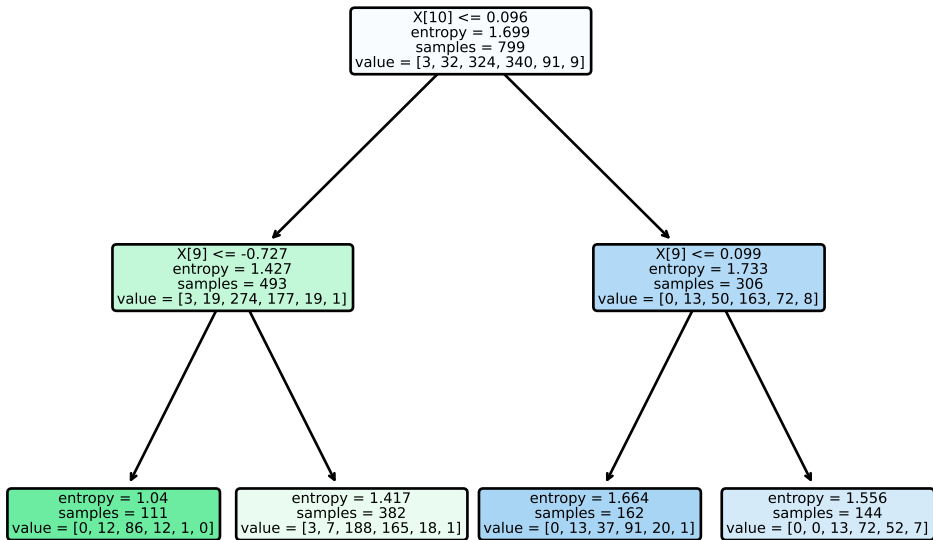 X[10] <= 0.096
entropy = 1.699
samples = 799
value = [3, 32, 324, 340, 91, 9]
X[9] <= -0.727
entropy = 1.427
samples = 493
value = [3, 19, 274, 177, 19, 1]
X[9] <= 0.099
entropy = 1.733
samples = 306
value = [0, 13, 50, 163, 72, 8]
entropy = 1.04
samples = 111
value = [0, 12, 86, 12, 1, 0]
entropy = 1.417
samples = 382
value = [3, 7, 188, 165, 18, 1]
entropy = 1.664
samples = 162
value = [0, 13, 37, 91, 20, 1]
entropy = 1.556
samples = 144
value = [0, 0, 13, 72, 52, 7]